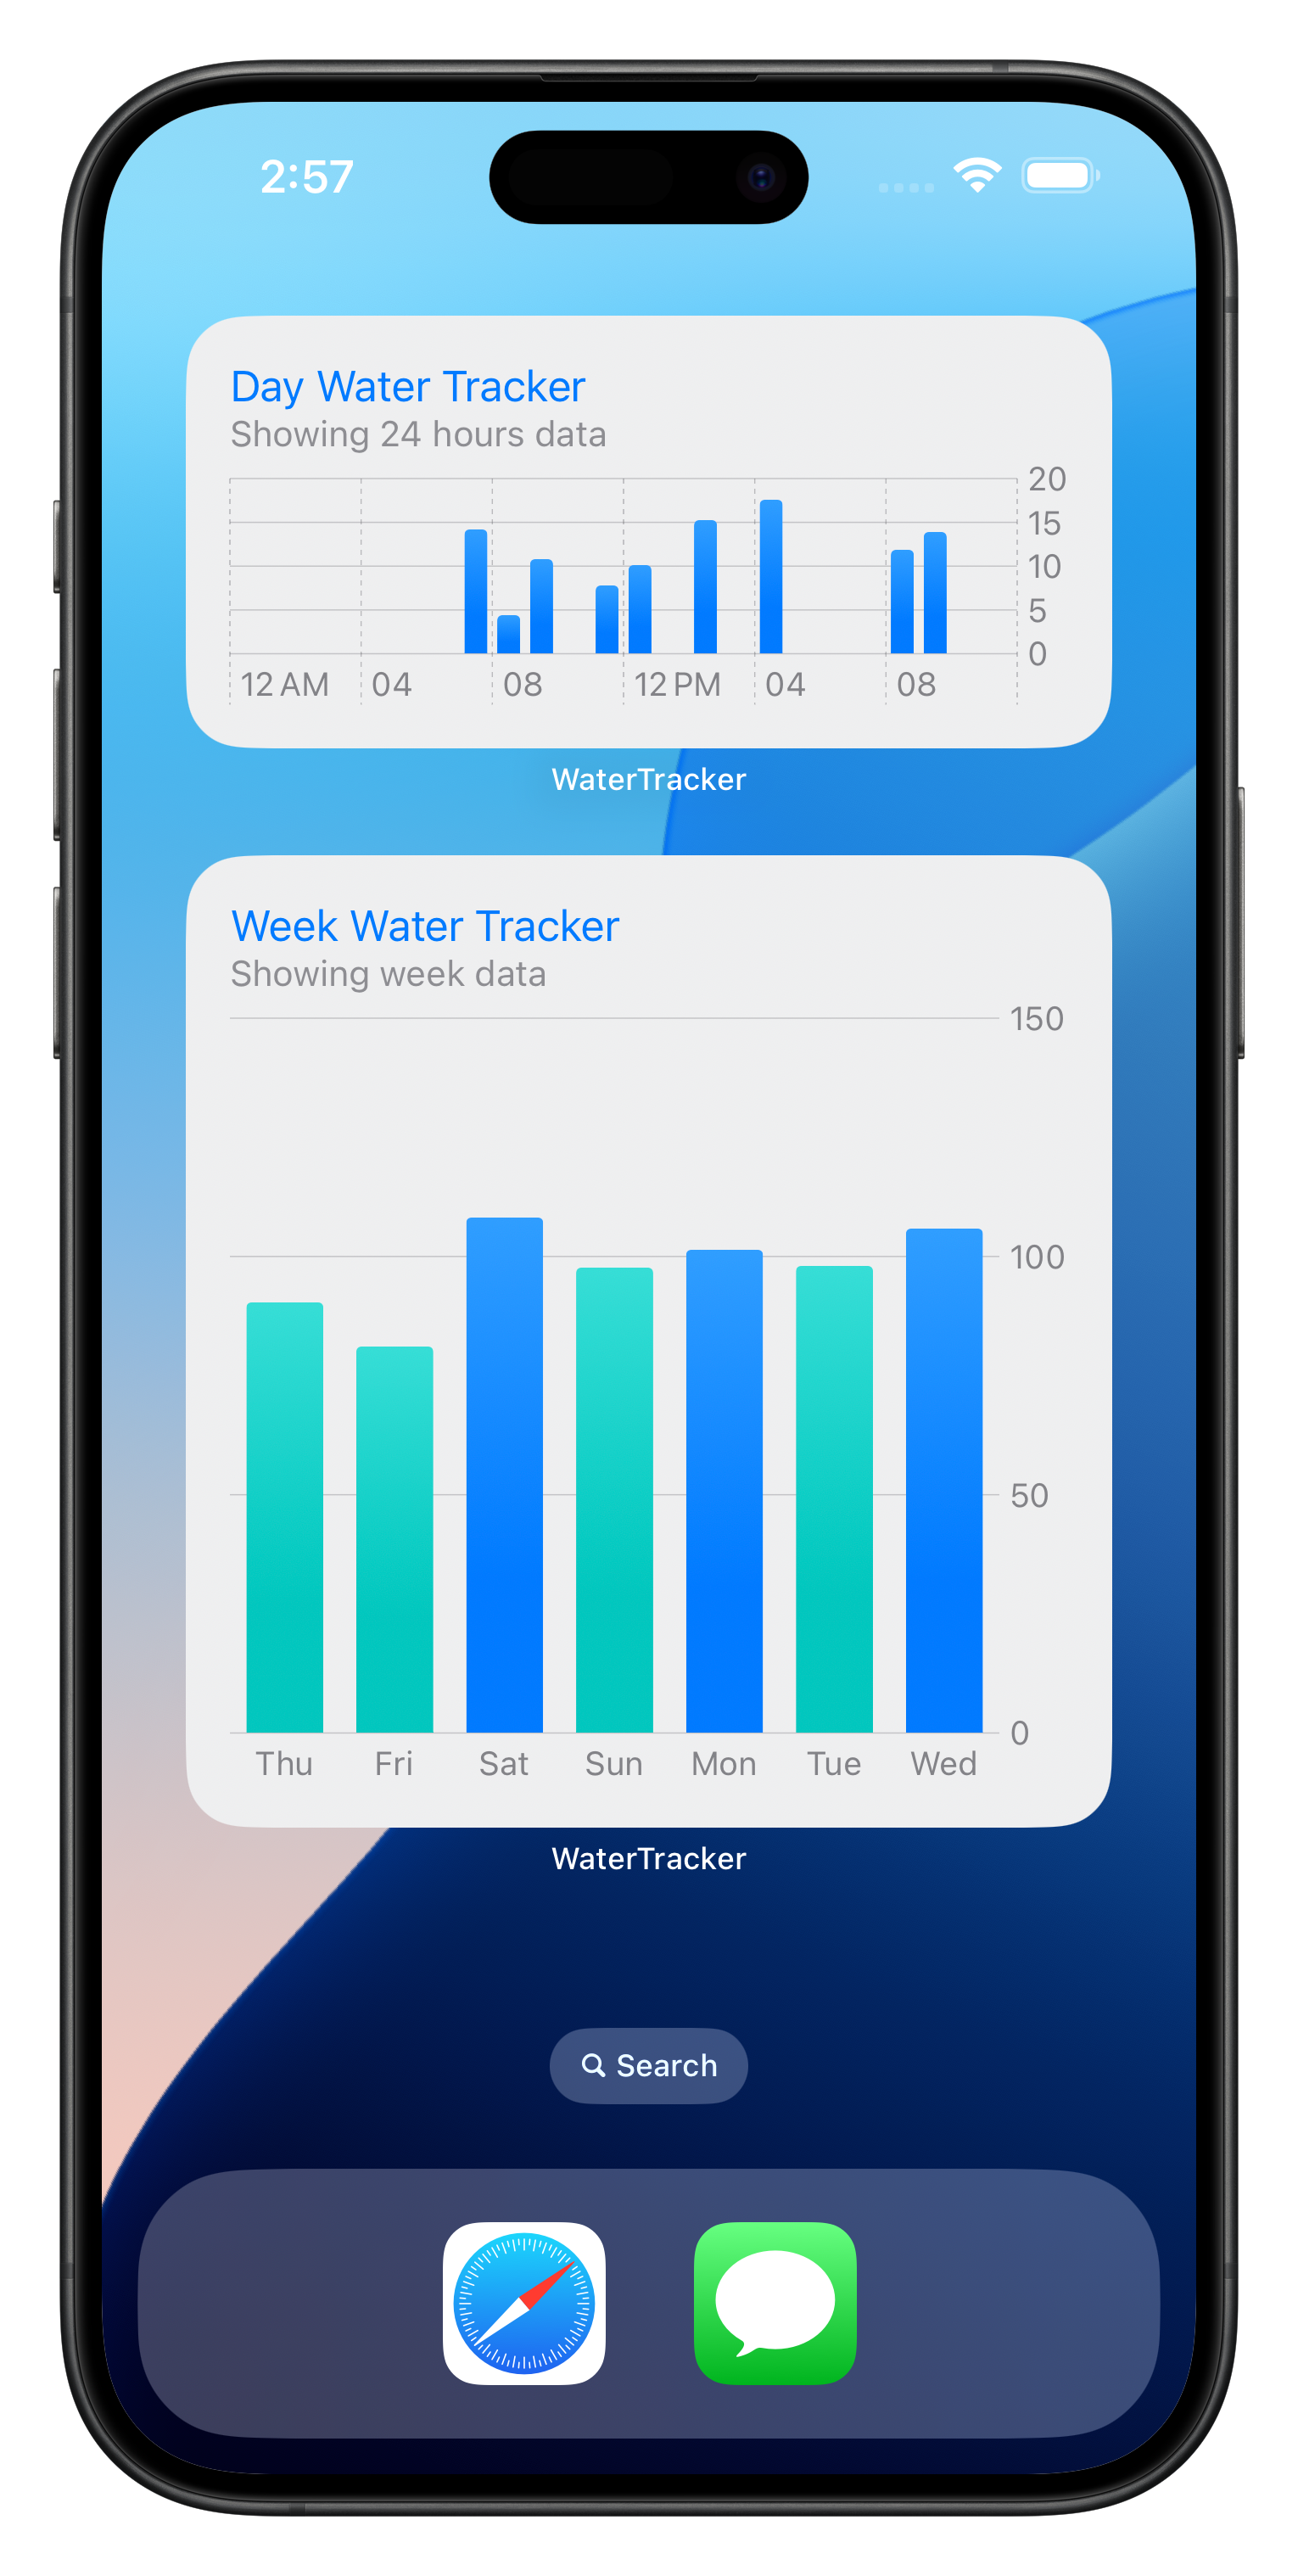 2:57
Day Water Tracker
Showing 24 hours data
20
15
10
5
0
12 AM 04 08 12 PM 04 08
WaterTracker
Week Water Tracker
Showing week data
150
100
50
0
Thu Fri Sat Sun Mon Tue Wed
WaterTracker
Search